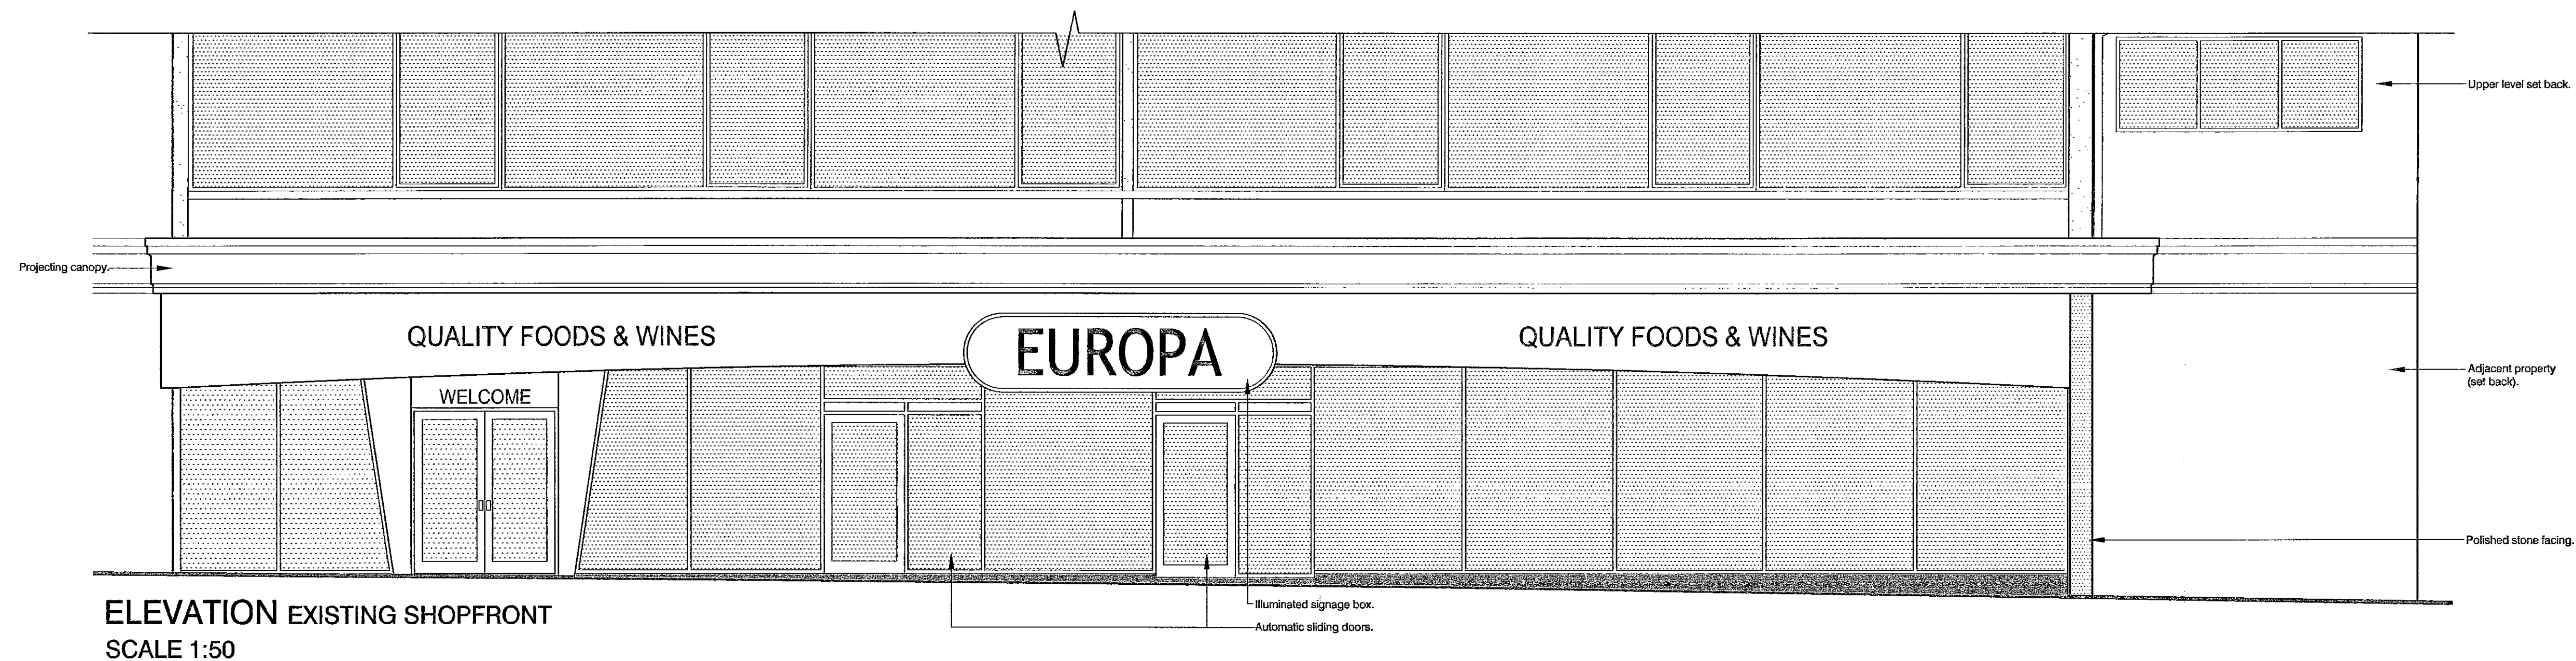 Upper level set back.
Projecting canopy.
QUALITY FOODS & WINES
EUROPA
QUALITY FOODS & WINES
Adjacent property
(set back).
WELCOME
Polished stone facing.
Illuminated signage box.
Automatic sliding doors.
ELEVATION EXISTING SHOPFRONT
SCALE 1:50